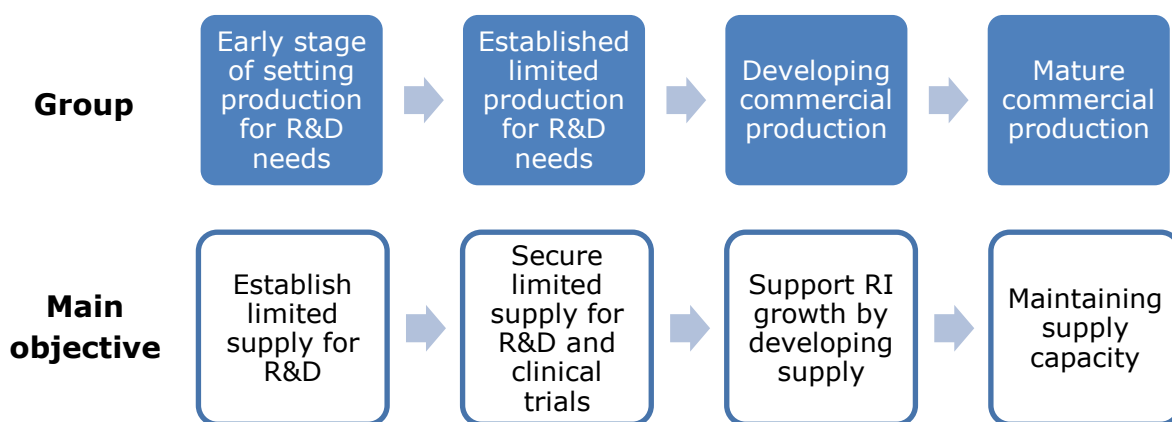 Group
Early stage
of setting
production
for R&D
needs
Established
limited
production
for R&D
needs
Developing
commercial
production
Mature
commercial
production
Main
objective
Establish
limited
supply for
R&D
Secure
limited
supply for
R&D and
clinical
trials
Support RI
growth by
developing
supply
Maintaining
supply
capacity